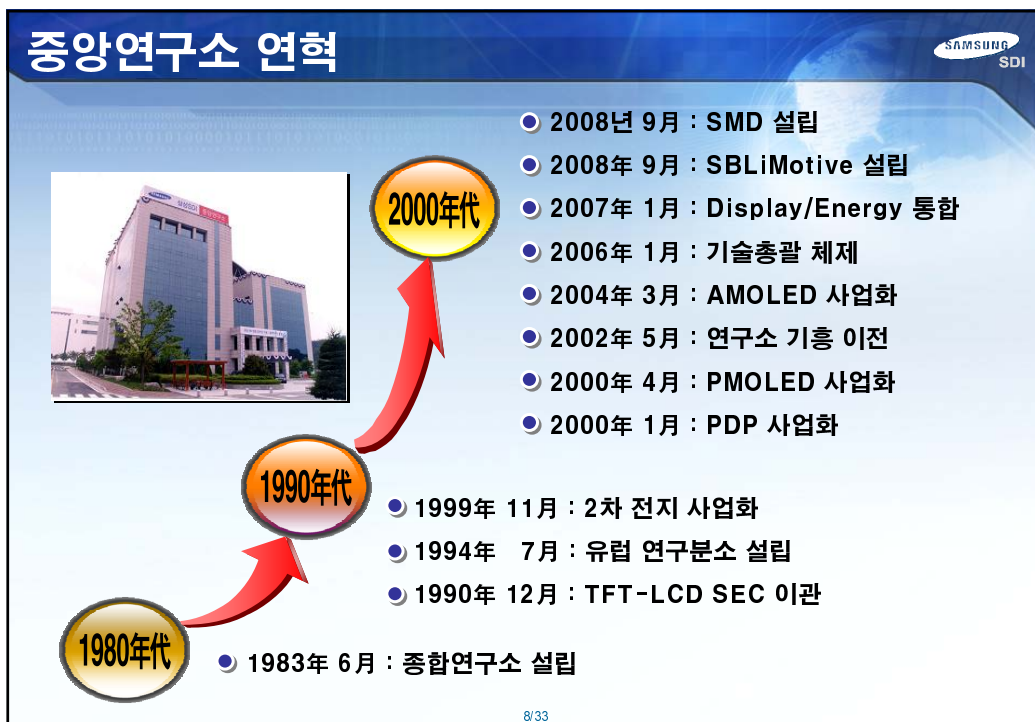 중앙연구소 연혁
SAMSUNG
SDI
2008년 9月 : SMD 설립
2008年 9月 : SBLiMotive 설립
2007年 1月 : Display/Energy 통합
2006年 1月 : 기술총괄 체제
2004年 3月 : AMOLED 사업화
2002年 5月 : 연구소 기흥 이전
2000年 4月 : PMOLED 사업화
2000年 1月 : PDP 사업화
2000年代
1990年代
1999年 11月 : 2차 전지 사업화
1994年 7月 : 유럽 연구분소 설립
1990年 12月 : TFT-LCD SEC 이관
1980年代
1983年 6月 : 종합연구소 설립
8/33